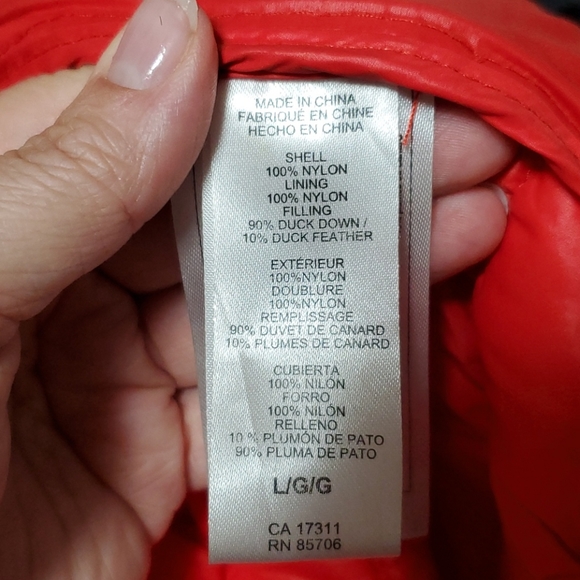 MADE IN CHINA
FABRIQUÉ EN CHINE
HECHO EN CHINA
SHELL
100% NYLON
LINING
100% NYLON
FILLING
90% DUCK DOWN /
10% DUCK FEATHER
EXTÉRIEUR
100%NYLON
DOUBLURE
100%NYLON
REMPLISSAGE
90% DUVET DE CANARD
10% PLUMES DE CANARD
CUBIERTA
100% NILÓN
FORRO
100% NILÓN
RELLENO
10 % PLUMÓN DE PATO
90% PLUMA DE PATO
L/G/G
CA 17311
RN 85706